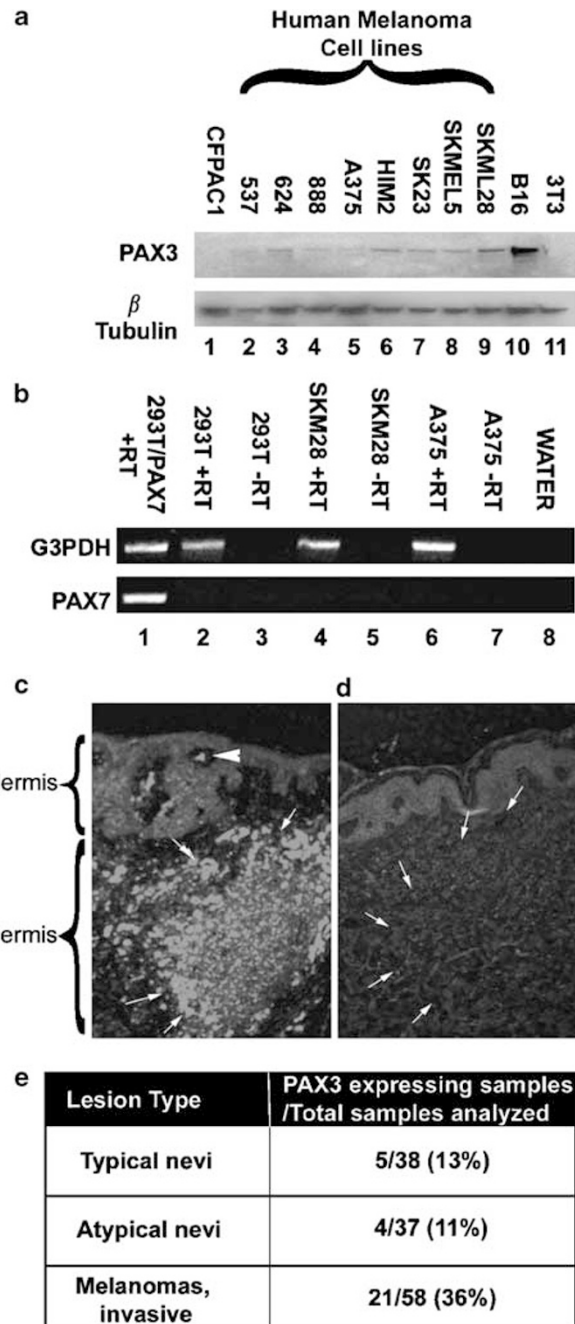 a
Human Melanoma
Cell lines
CFPAC1 537 624 888 A375 HIM2 SK23 SKMEL5 SKML28 B16 3T3
PAX3
β
Tubulin
1 2 3 4 5 6 7 8 9 10 11
b
293T/PAX7
+RT
293T +RT
293T -RT
SKM28 +RT
SKM28 -RT
A375 +RT
A375 -RT
WATER
G3PDH
PAX7
1 2 3 4 5 6 7 8
c d
ermis
ermis
e
Lesion Type
PAX3 expressing samples
/Total samples analyzed
Typical nevi 5/38 (13%)
Atypical nevi 4/37 (11%)
Melanomas,
invasive
21/58 (36%)